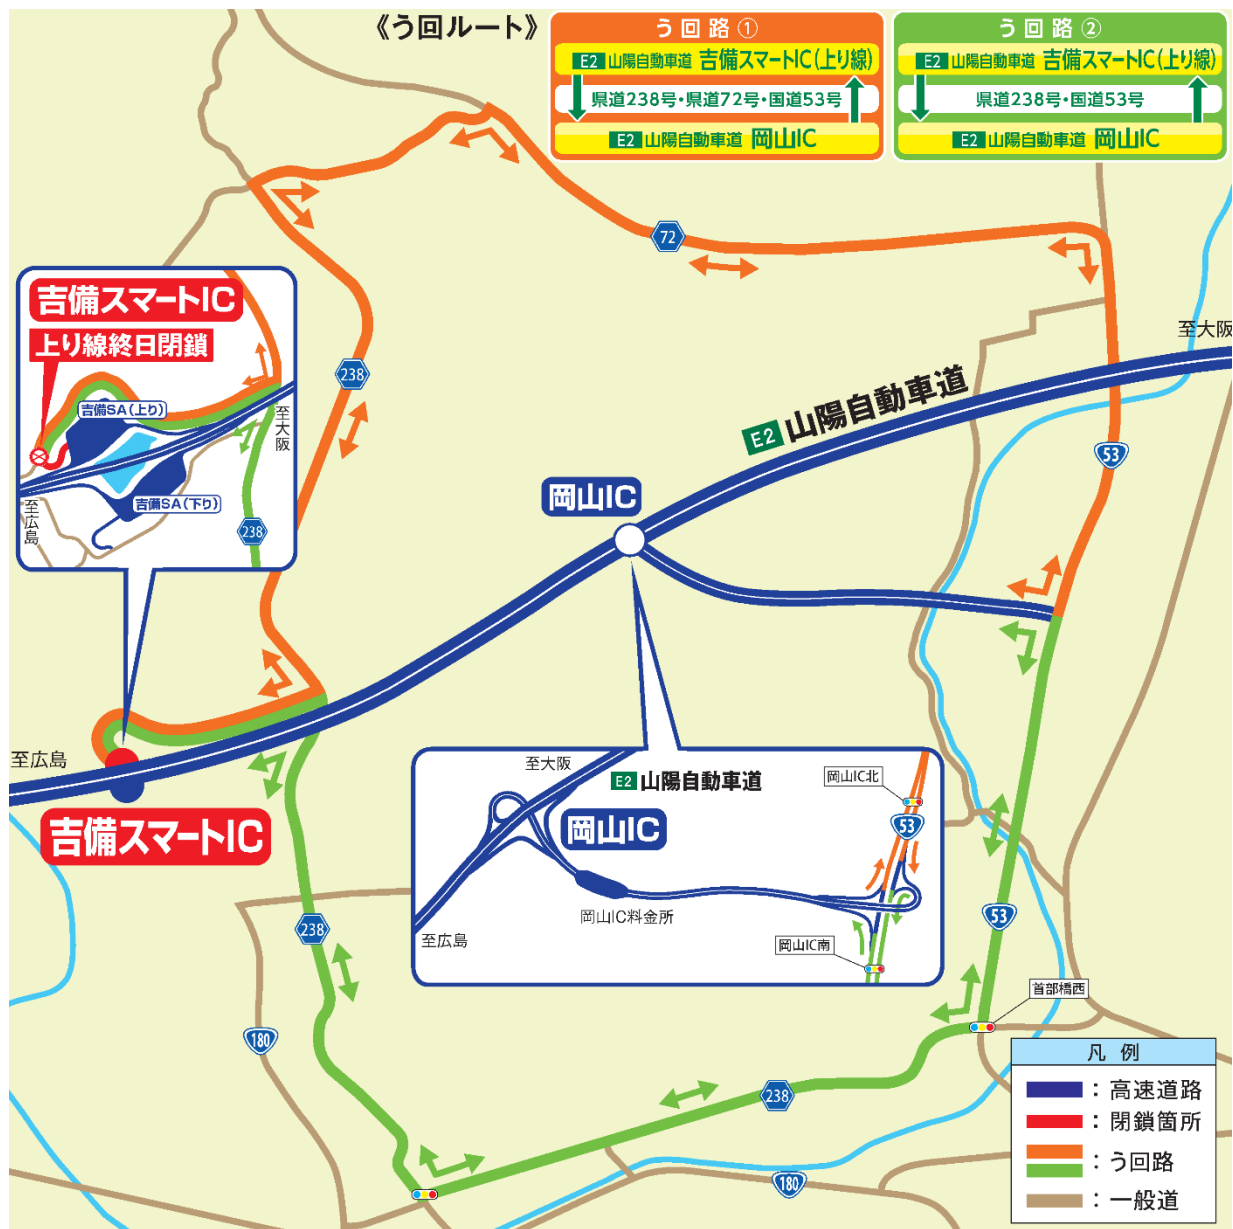 《う回ルート》
う回路①
E2 山陽自動車道 吉備スマートIC(上り線)
県道238号・県道72号・国道53号
E2 山陽自動車道 岡山IC
う回路②
E2 山陽自動車道 吉備スマートIC(上り線)
県道238号・国道53号
E2 山陽自動車道 岡山IC
72
吉備スマートIC
上り線終日閉鎖
吉備SA(上り)
至大阪
吉備SA(下り)
至広島
238
238
至大阪
E2 山陽自動車道
53
岡山IC
至広島
吉備スマートIC
至大阪
E2 山陽自動車道
岡山IC
岡山IC北
53
岡山IC料金所
至広島
岡山IC南
238
53
首部橋西
180
238
180
凡例
：高速道路
：閉鎖箇所
：う回路
：一般道